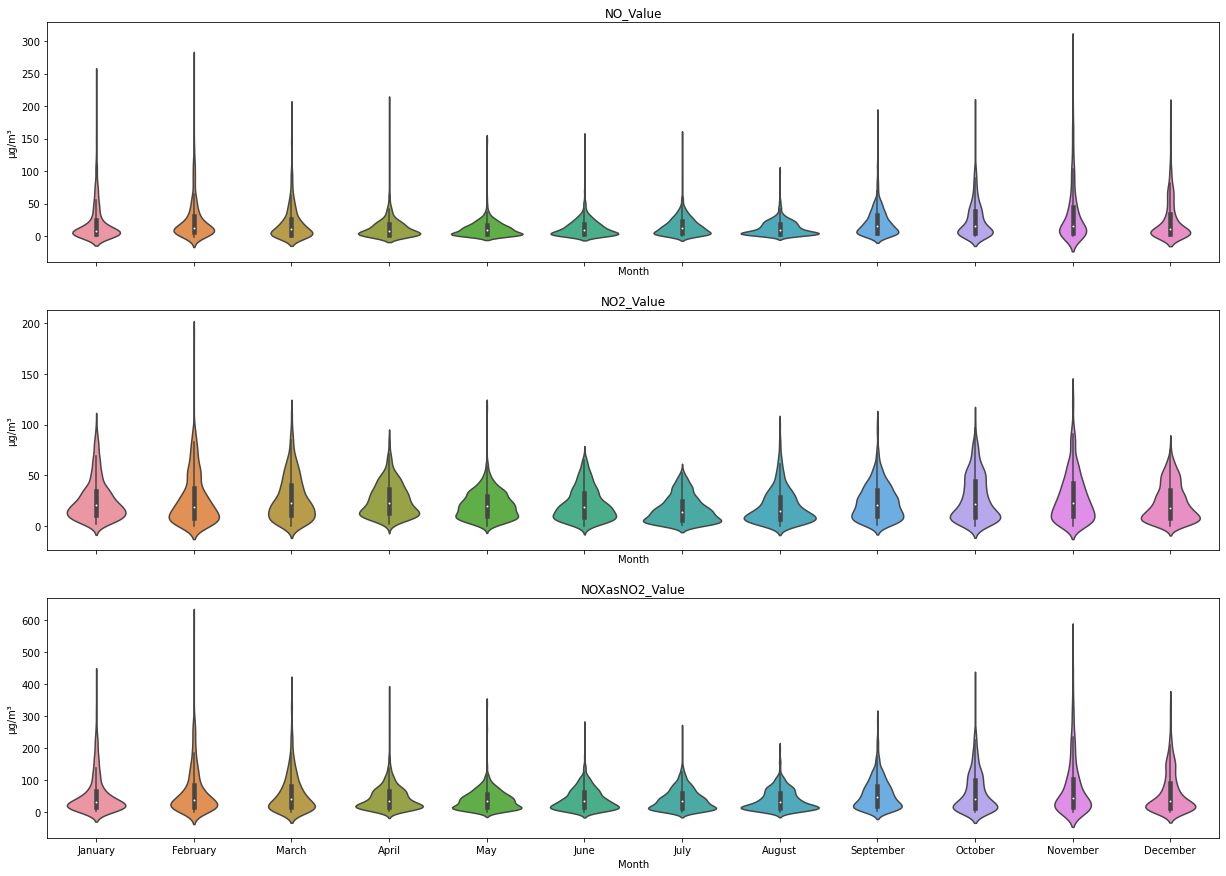 NO_Value
300
250
200
150
100
50
0
µg/m³
Month
NO2_Value
200
150
100
50
0
µg/m³
Month
NOXasNO2_Value
600
500
400
300
200
100
0
µg/m³
January February March April May June July August September October November December
Month